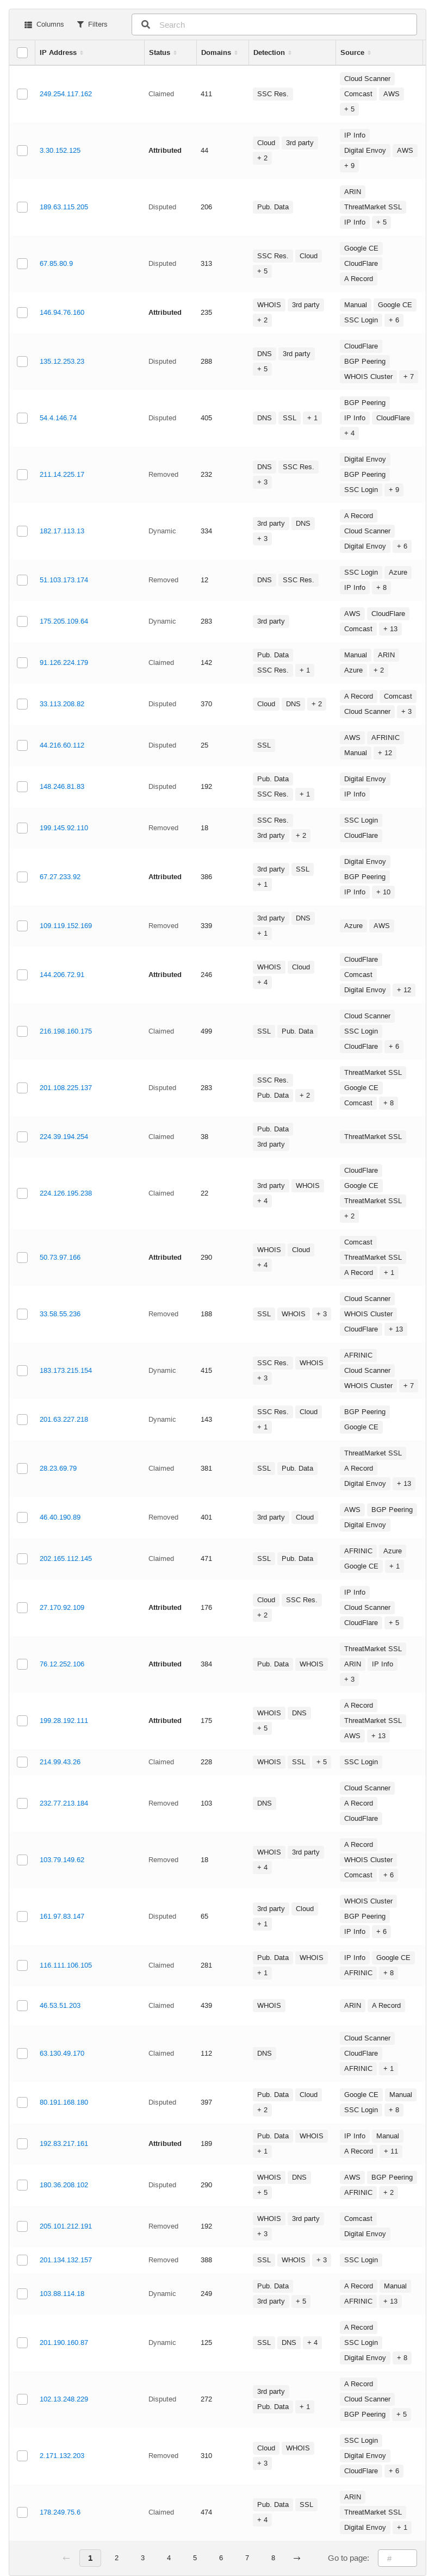 Columns Filters Search
IP Address Status Domains Detection Source
Cloud Scanner
249.254.117.162 Claimed 411 SSC Res. Comcast AWS
+ 5
IP Info
3.30.152.125 Attributed 44 Cloud 3rd party + 2 Digital Envoy AWS
+ 9
ARIN
189.63.115.205 Disputed 206 Pub. Data ThreatMarket SSL
IP Info + 5
Google CE
67.85.80.9 Disputed 313 SSC Res. Cloud + 5 CloudFlare
A Record
146.94.76.160 Attributed 235 WHOIS 3rd party + 2 Manual Google CE
SSC Login + 6
CloudFlare
135.12.253.23 Disputed 288 DNS 3rd party + 5 BGP Peering
WHOIS Cluster + 7
BGP Peering
54.4.146.74 Disputed 405 DNS SSL + 1 IP Info CloudFlare
+ 4
Digital Envoy
211.14.225.17 Removed 232 DNS SSC Res. + 3 BGP Peering
SSC Login + 9
A Record
182.17.113.13 Dynamic 334 3rd party DNS + 3 Cloud Scanner
Digital Envoy + 6
51.103.173.174 Removed 12 DNS SSC Res. SSC Login Azure
IP Info + 8
175.205.109.64 Dynamic 283 3rd party AWS CloudFlare
Comcast + 13
91.126.224.179 Claimed 142 Pub. Data SSC Res. + 1 Manual ARIN
Azure + 2
33.113.208.82 Disputed 370 Cloud DNS + 2 A Record Comcast
Cloud Scanner + 3
44.216.60.112 Disputed 25 SSL AWS AFRINIC
Manual + 12
148.246.81.83 Disputed 192 Pub. Data SSC Res. + 1 Digital Envoy
IP Info
199.145.92.110 Removed 18 SSC Res. 3rd party + 2 SSC Login
CloudFlare
Digital Envoy
67.27.233.92 Attributed 386 3rd party SSL + 1 BGP Peering
IP Info + 10
109.119.152.169 Removed 339 3rd party DNS + 1 Azure AWS
CloudFlare
144.206.72.91 Attributed 246 WHOIS Cloud + 4 Comcast
Digital Envoy + 12
Cloud Scanner
216.198.160.175 Claimed 499 SSL Pub. Data SSC Login
CloudFlare + 6
ThreatMarket SSL
201.108.225.137 Disputed 283 SSC Res. Pub. Data + 2 Google CE
Comcast + 8
224.39.194.254 Claimed 38 Pub. Data 3rd party ThreatMarket SSL
CloudFlare
224.126.195.238 Claimed 22 3rd party WHOIS + 4 Google CE
ThreatMarket SSL
+ 2
Comcast
50.73.97.166 Attributed 290 WHOIS Cloud + 4 ThreatMarket SSL
A Record + 1
Cloud Scanner
33.58.55.236 Removed 188 SSL WHOIS + 3 WHOIS Cluster
CloudFlare + 13
AFRINIC
183.173.215.154 Dynamic 415 SSC Res. WHOIS + 3 Cloud Scanner
WHOIS Cluster + 7
201.63.227.218 Dynamic 143 SSC Res. Cloud + 1 BGP Peering
Google CE
ThreatMarket SSL
28.23.69.79 Claimed 381 SSL Pub. Data A Record
Digital Envoy + 13
46.40.190.89 Removed 401 3rd party Cloud AWS BGP Peering
Digital Envoy
202.165.112.145 Claimed 471 SSL Pub. Data AFRINIC Azure
Google CE + 1
IP Info
27.170.92.109 Attributed 176 Cloud SSC Res. + 2 Cloud Scanner
CloudFlare + 5
ThreatMarket SSL
76.12.252.106 Attributed 384 Pub. Data WHOIS ARIN IP Info
+ 3
A Record
199.28.192.111 Attributed 175 WHOIS DNS + 5 ThreatMarket SSL
AWS + 13
214.99.43.26 Claimed 228 WHOIS SSL + 5 SSC Login
Cloud Scanner
232.77.213.184 Removed 103 DNS A Record
CloudFlare
A Record
103.79.149.62 Removed 18 WHOIS 3rd party + 4 WHOIS Cluster
Comcast + 6
WHOIS Cluster
161.97.83.147 Disputed 65 3rd party Cloud + 1 BGP Peering
IP Info + 6
116.111.106.105 Claimed 281 Pub. Data WHOIS + 1 IP Info Google CE
AFRINIC + 8
46.53.51.203 Claimed 439 WHOIS ARIN A Record
Cloud Scanner
63.130.49.170 Claimed 112 DNS CloudFlare
AFRINIC + 1
80.191.168.180 Disputed 397 Pub. Data Cloud + 2 Google CE Manual
SSC Login + 8
192.83.217.161 Attributed 189 Pub. Data WHOIS + 1 IP Info Manual
A Record + 11
180.36.208.102 Disputed 290 WHOIS DNS + 5 AWS BGP Peering
AFRINIC + 2
205.101.212.191 Removed 192 WHOIS 3rd party + 3 Comcast
Digital Envoy
201.134.132.157 Removed 388 SSL WHOIS + 3 SSC Login
103.88.114.18 Dynamic 249 Pub. Data 3rd party + 5 A Record Manual
AFRINIC + 13
A Record
201.190.160.87 Dynamic 125 SSL DNS + 4 SSC Login
Digital Envoy + 8
A Record
102.13.248.229 Disputed 272 3rd party Pub. Data + 1 Cloud Scanner
BGP Peering + 5
SSC Login
2.171.132.203 Removed 310 Cloud WHOIS + 3 Digital Envoy
CloudFlare + 6
ARIN
178.249.75.6 Claimed 474 Pub. Data SSL + 4 ThreatMarket SSL
Digital Envoy + 1
← 1 2 3 4 5 6 7 8 → Go to page: #